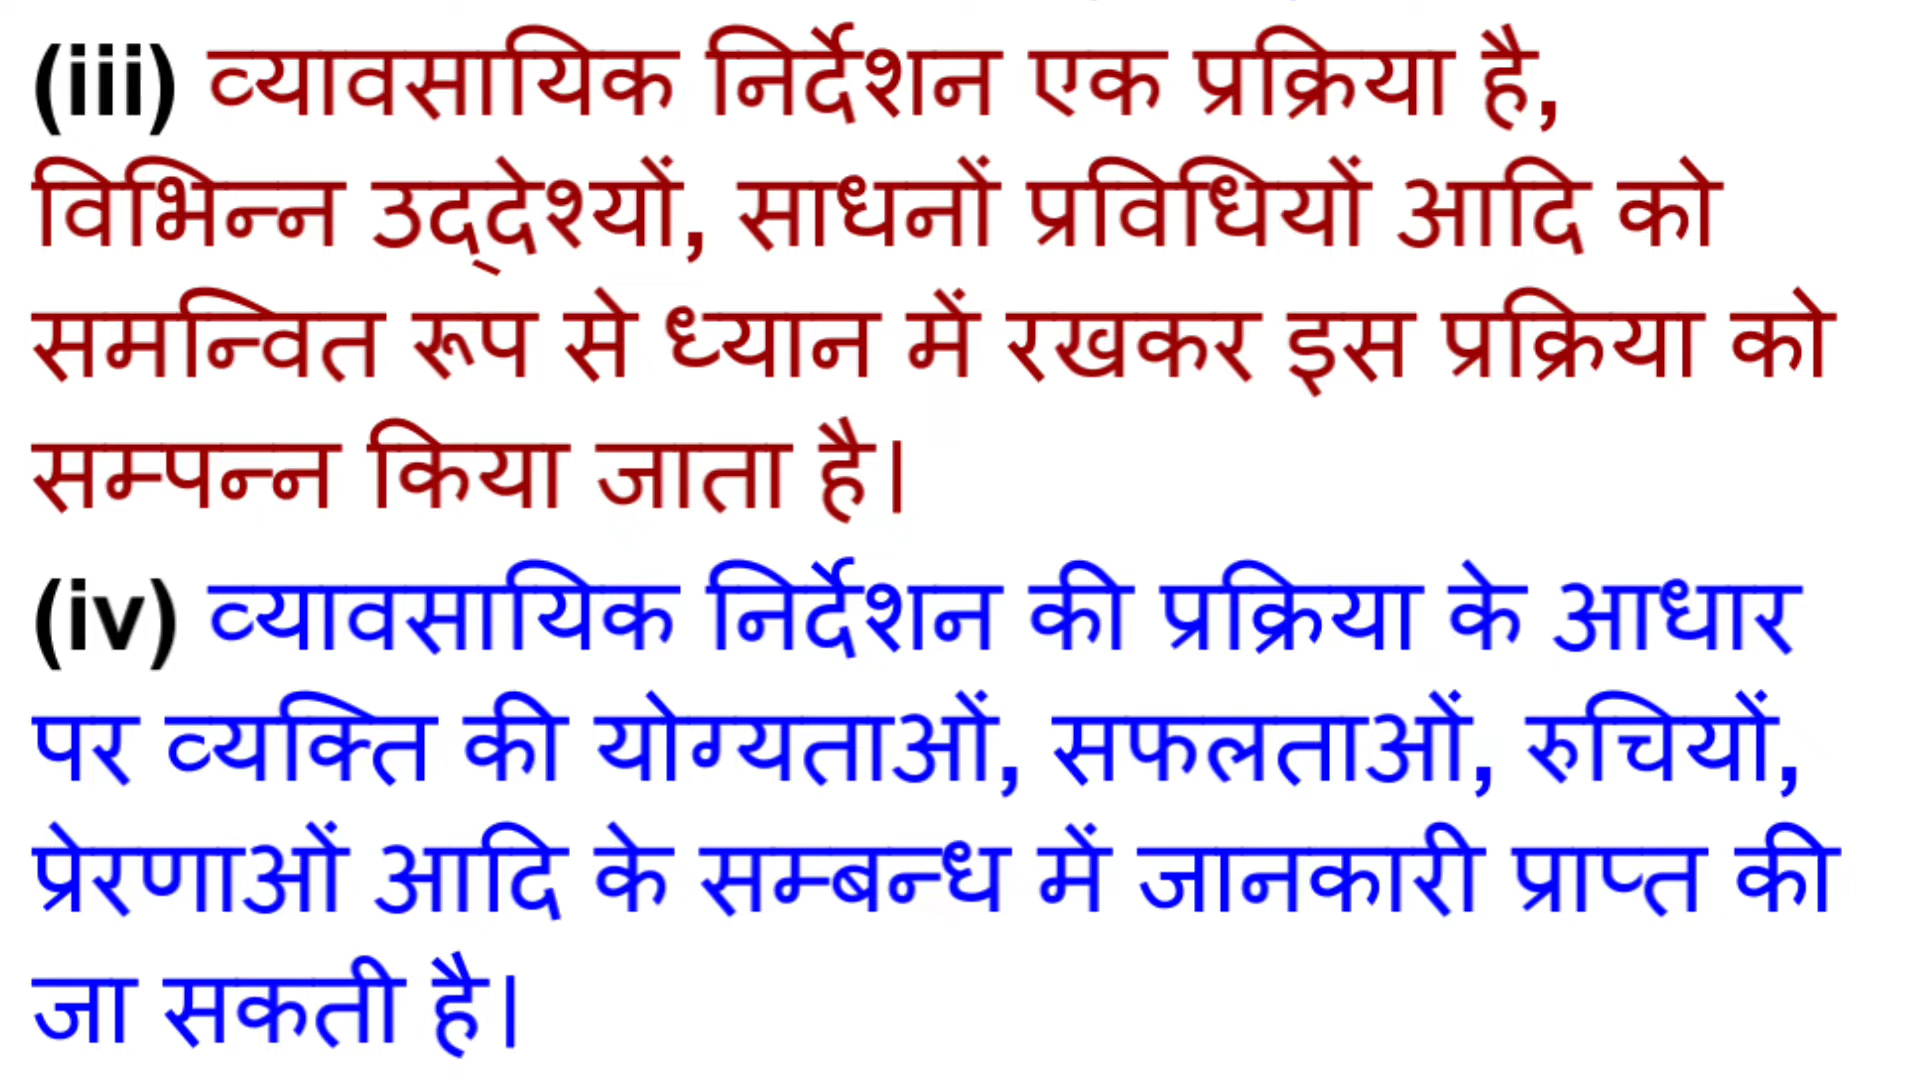 (iii) व्यावसायिक निर्देशन एक प्रक्रिया है,
विभिन्न उद्‌देश्यों, साधनों प्रविधियों आदि को
समन्वित रूप से ध्यान में रखकर इस प्रक्रिया को
सम्पन्न किया जाता है।
(iv) व्यावसायिक निर्देशन की प्रक्रिया के आधार
पर व्यक्ति की योग्यताओं, सफलताओं, रुचियों,
प्रेरणाओं आदि के सम्बन्ध में जानकारी प्राप्त की
जा सकती है।